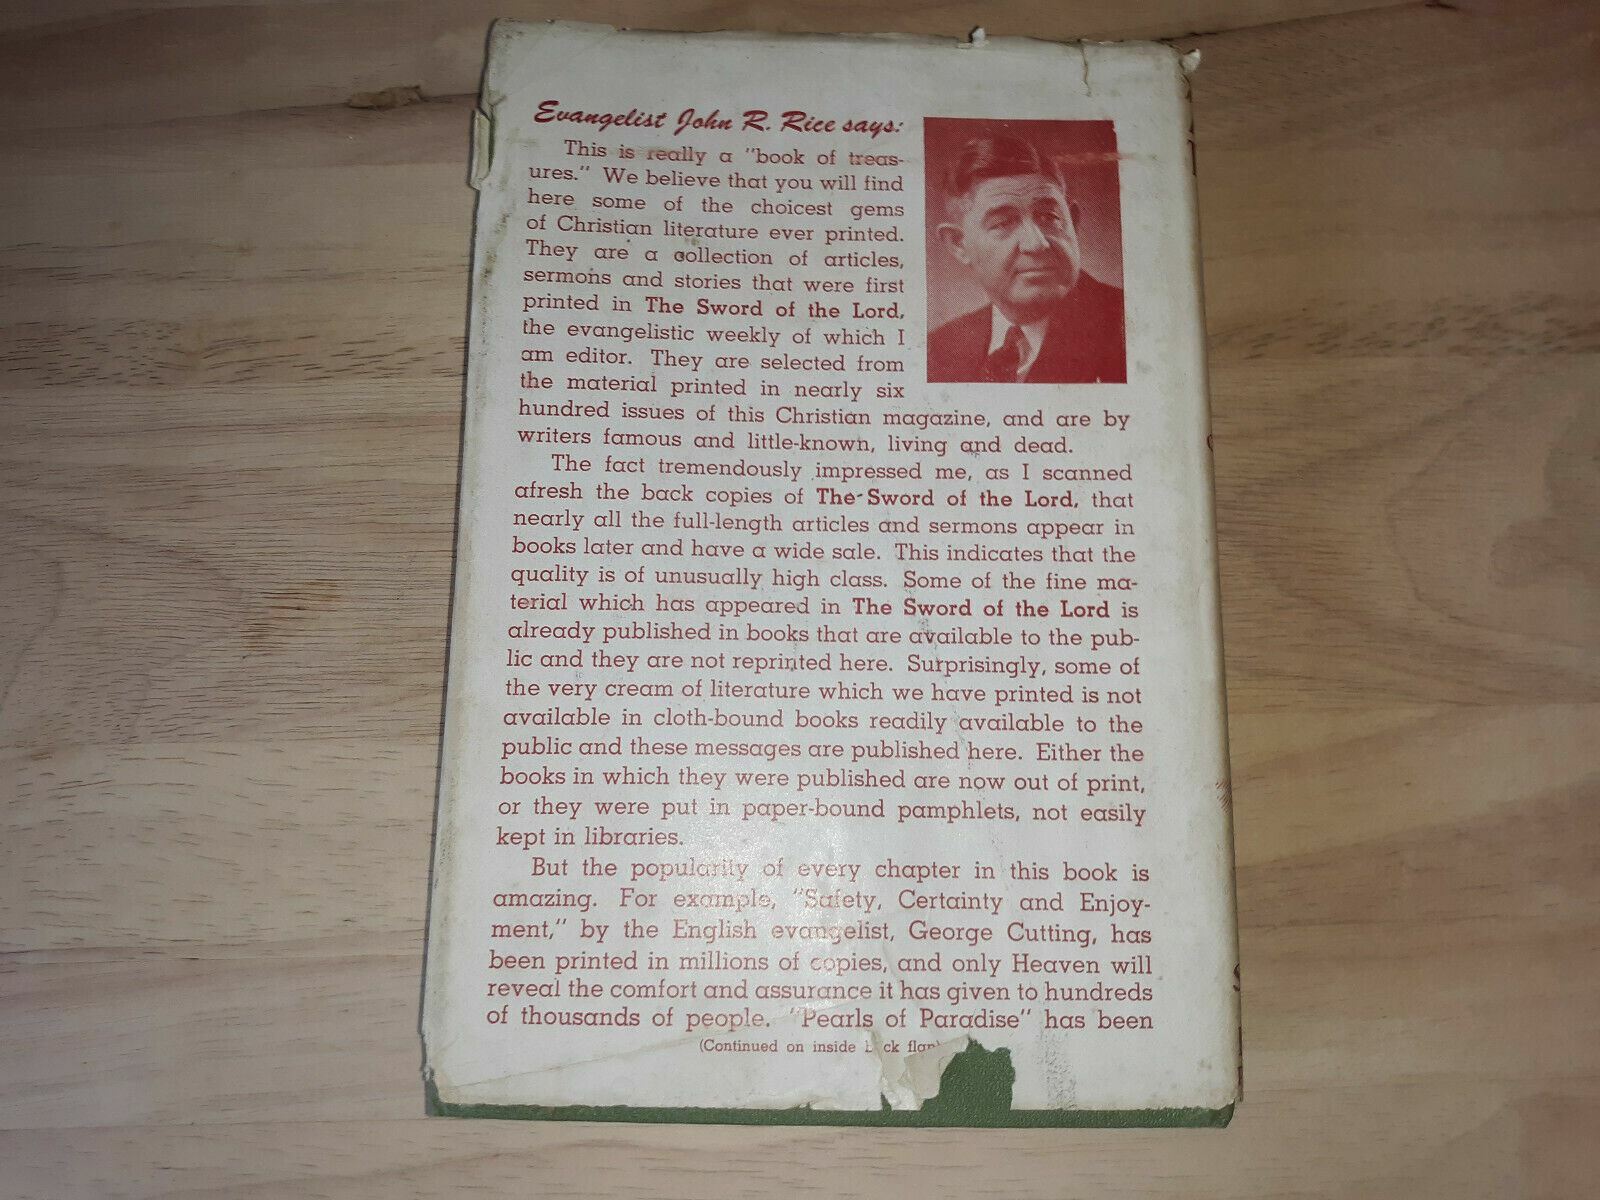 Evangelist John R. Rice says:
This is really a "book of treas-
ures." We believe that you will find
here some of the choicest gems
of Christian literature ever printed.
They are a collection of articles,
sermons and stories that were first
printed in The Sword of the Lord,
the evangelistic weekly of which I
am editor. They are selected from
the material printed in nearly six
hundred issues of this Christian magazine, and are by
writers famous and little-known, living and dead.
The fact tremendously impressed me, as I scanned
afresh the back copies of The Sword of the Lord, that
nearly all the full-length articles and sermons appear in
books later and have a wide sale. This indicates that the
quality is of unusually high class. Some of the fine ma-
terial which has appeared in The Sword of the Lord is
already published in books that are available to the pub-
lic and they are not reprinted here. Surprisingly, some of
the very cream of literature which we have printed is not
available in cloth-bound books readily available to the
public and these messages are published here. Either the
books in which they were published are now out of print,
or they were put in paper-bound pamphlets, not easily
kept in libraries.
But the popularity of every chapter in this book is
amazing. For example, "Safety, Certainty and Enjoy-
ment," by the English evangelist, George Cutting, has
been printed in millions of copies, and only Heaven will
reveal the comfort and assurance it has given to hundreds
of thousands of people. "Pearls of Paradise" has been
(Continued on inside back flap)